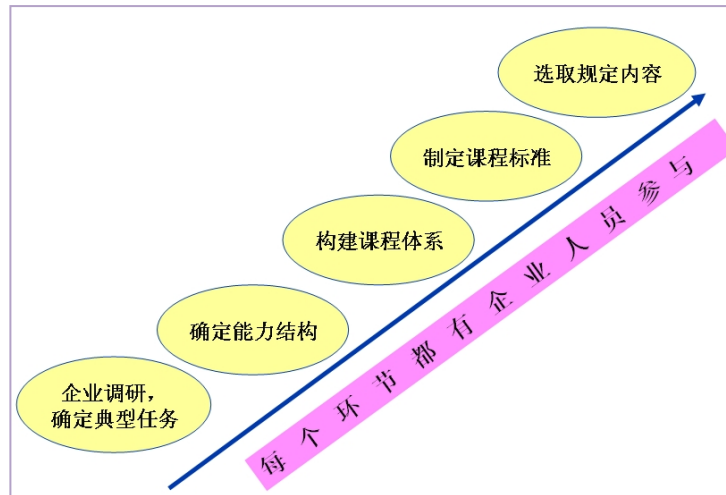 选取规定内容
制定课程标准
构建课程体系
确定能力结构
企业调研，
确定典型任务
每个环节都有企业人员参与